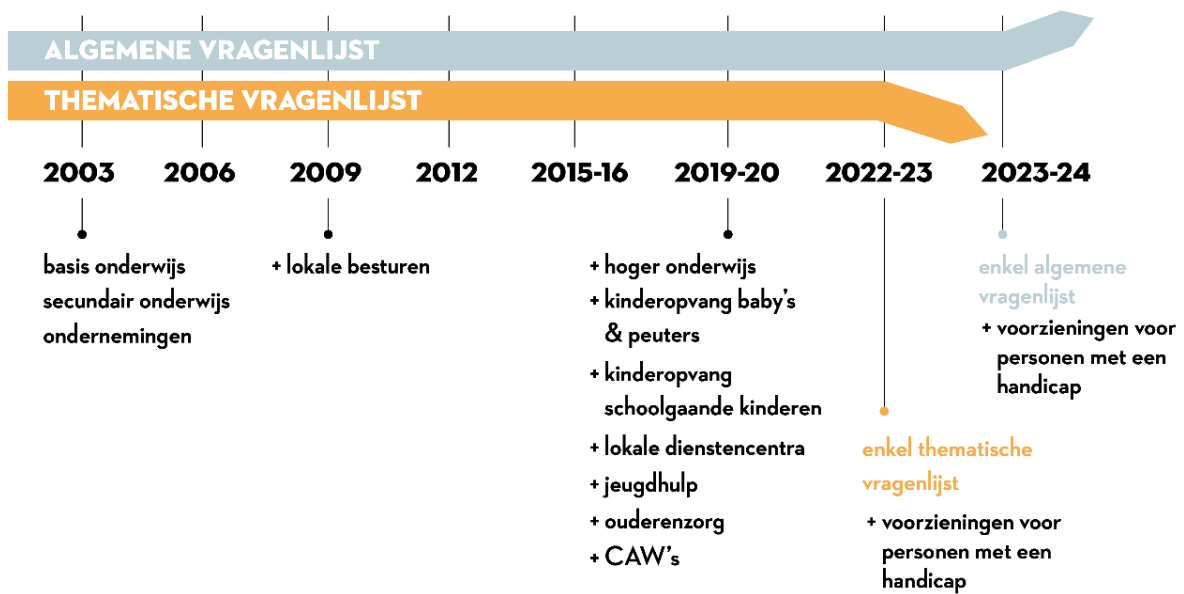 ALGEMENE VRAGENLIJST
THEMATISCHE VRAGENLIJST
2003
2006
2009
2012
2015-16
2019-20
2022-23
2023-24
basis onderwijs
secundair onderwijs
ondernemingen
+ lokale besturen
+ hoger onderwijs
+ kinderopvang baby's
& peuters
+ kinderopvang
schoolgaande kinderen
+ lokale dienstencentra
+ jeugdhulp
+ ouderenzorg
+ CAW's
enkel thematische
vragenlijst
+ voorzieningen voor
personen met een
handicap
enkel algemene
vragenlijst
+ voorzieningen voor
personen met een
handicap